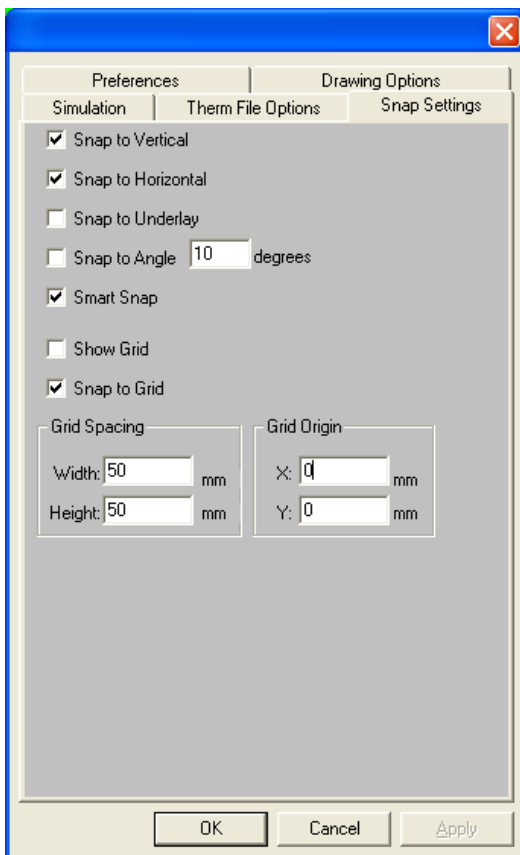 Preferences Drawing Options
Simulation Therm File Options Snap Settings
Snap to Vertical
Snap to Horizontal
Snap to Underlay
Snap to Angle 10 degrees
Smart Snap
Show Grid
Snap to Grid
Grid Spacing Grid Origin
Width: 50 mm X: 0 mm
Height: 50 mm Y: 0 mm
OK Cancel Apply